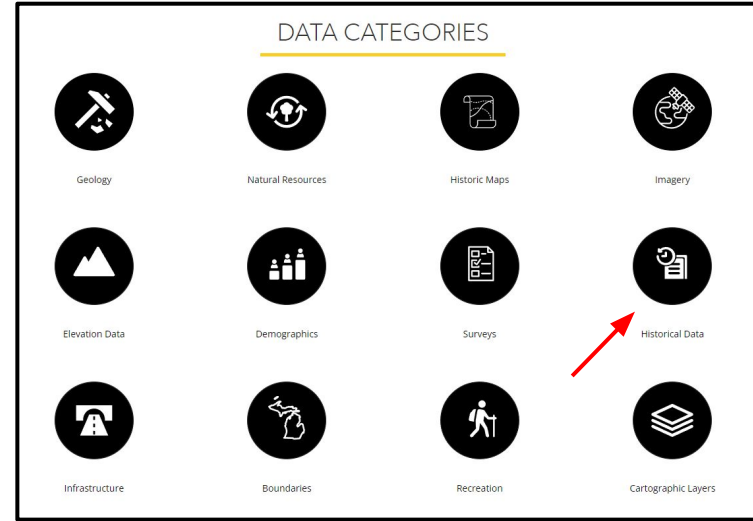 DATA CATEGORIES
Geology
Natural Resources
Historic Maps
Imagery
Elevation Data
Demographics
Surveys
Historical Data
Infrastructure
Boundaries
Recreation
Cartographic Layers